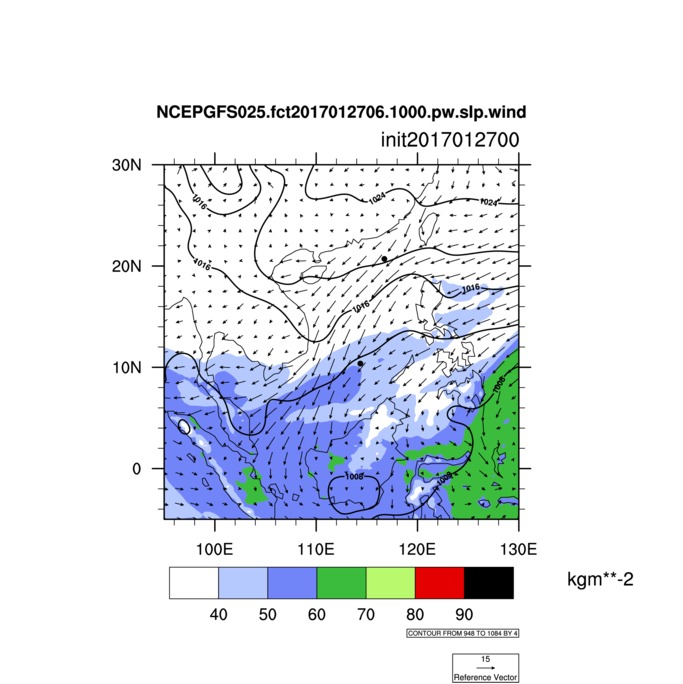 NCEPGFS025.fct2017012706.1000.pw.slp.wind
init2017012700
30N
20N
10N
0
1016
1024
1024
1016
1016
1016
1008
1008
1008
100E 110E 120E 130E
kgm**-2
40 50 60 70 80 90
CONTOUR FROM 948 TO 1084 BY 4
15
Reference Vector